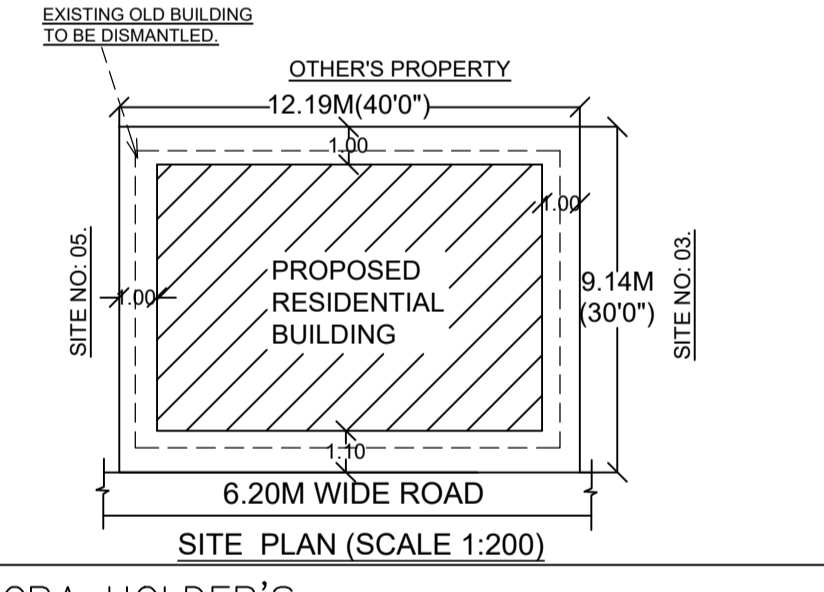 EXISTING OLD BUILDING
TO BE DISMANTLED.
OTHER'S PROPERTY
12.19M(40'0")
1.00
1.00
SITE NO: 05.
1.00
PROPOSED
RESIDENTIAL
BUILDING
9.14M
(30'0")
SITE NO: 03.
1.10
6.20M WIDE ROAD
SITE PLAN (SCALE 1:200)
HOLDER'S